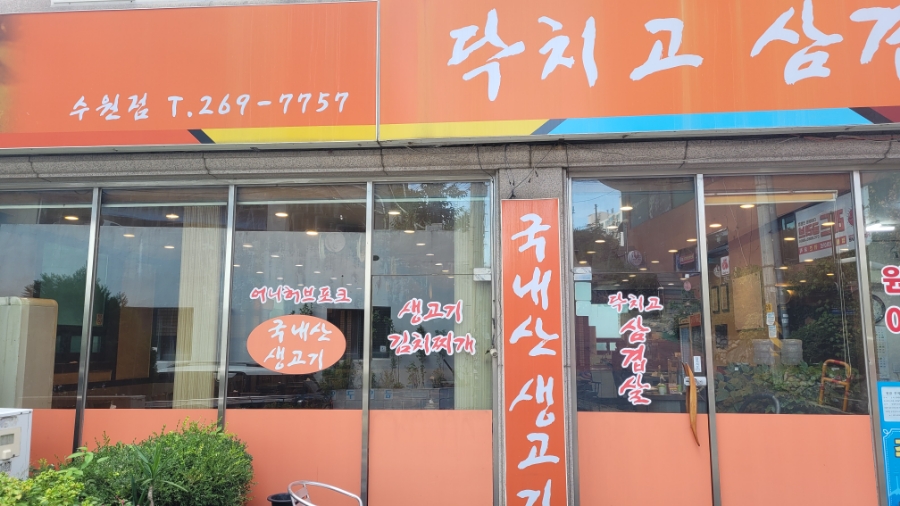 닥치고 삼겹
수원점 T.269-7757
어니허브포크
국내산
생고기
생고기
김치찌개
국내산생고기
닥치고
삼겹살